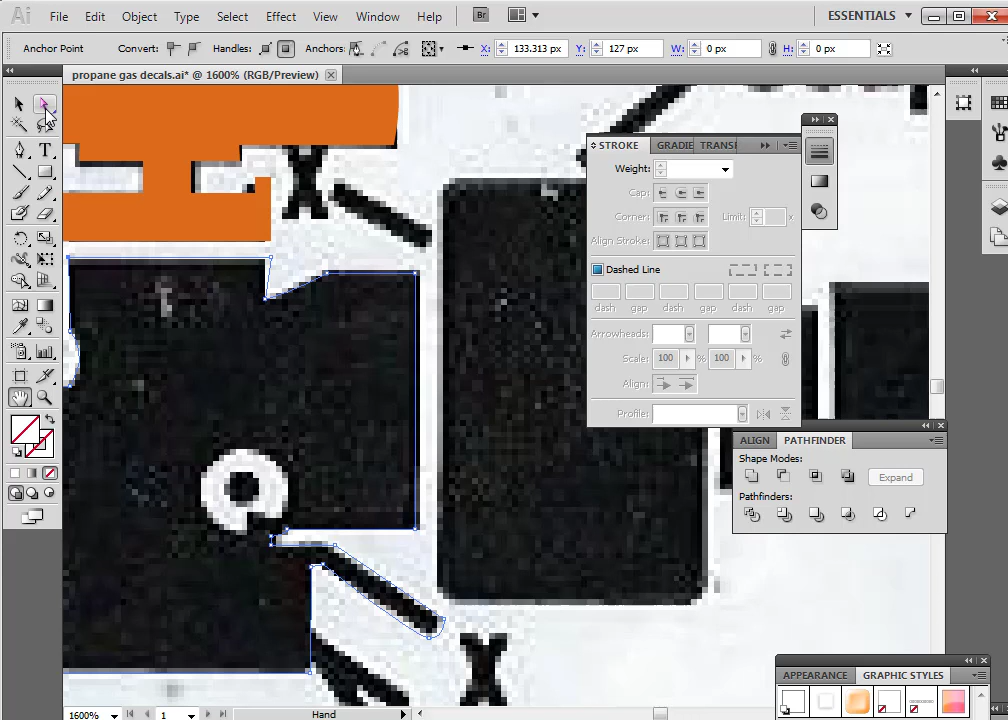 Ai File Edit Object Type Select Effect View Window Help Br ESSENTIALS
Anchor Point Convert: Handles: Anchors: X: 133.313 px Y: 127 px W: 0 px H: 0 px
propane gas decals.ai* @ 1600% (RGB/Preview)
STROKE GRADIE TRANSI
Weight:
Cap:
Corner: Limit: x
Align Stroke:
Dashed Line
dash gap dash gap dash gap
Arrowheads:
Scale: 100 % 100 %
Align:
Profile:
ALIGN PATHFINDER
Shape Modes:
Expand
Pathfinders:
APPEARANCE GRAPHIC STYLES
1600% 1 Hand